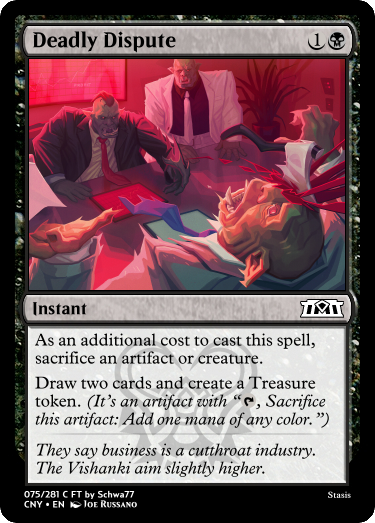 Deadly Dispute 1
Instant
As an additional cost to cast this spell,
sacrifice an artifact or creature.
Draw two cards and create a Treasure
token. (It's an artifact with “, Sacrifice
this artifact: Add one mana of any color.”)
They say business is a cutthroat industry.
The Vishanki aim slightly higher.
075/281 C FT by Schwa77
CNY • EN Joe Russano
Stasis